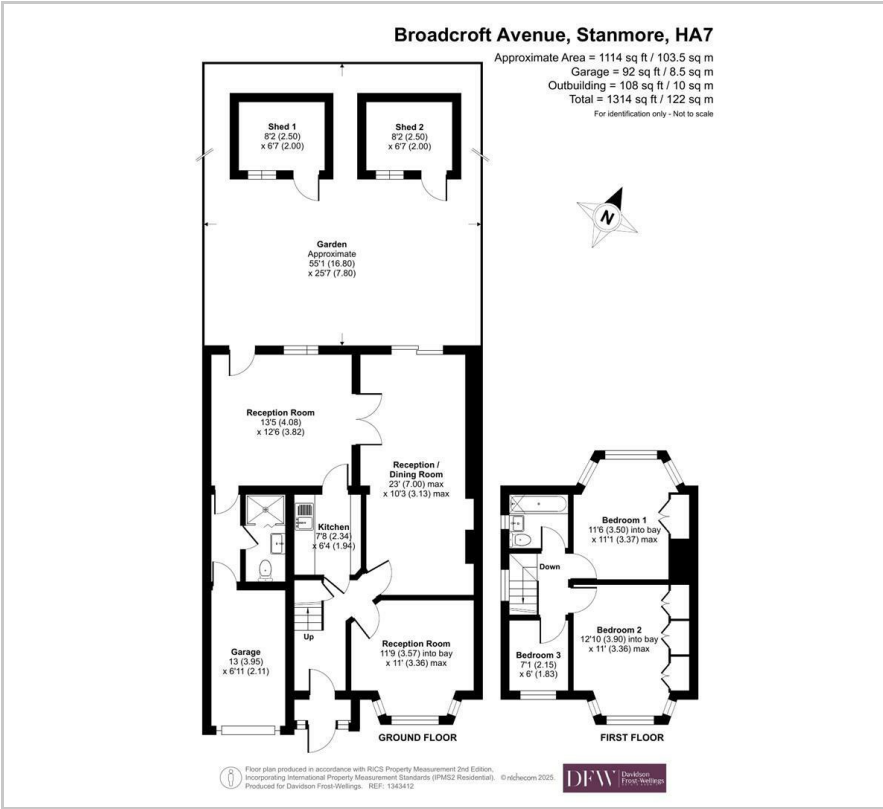 Broadcroft Avenue, Stanmore, HA7
Approximate Area = 1114 sq ft / 103.5 sq m
Garage = 92 sq ft / 8.5 sq m
Outbuilding = 108 sq ft / 10 sq m
Total = 1314 sq ft / 122 sq m
For identification only - Not to scale
Shed 1
8'2 (2.50)
x 6'7 (2.00)
Shed 2
8'2 (2.50)
x 6'7 (2.00)
N
Garden
Approximate
55'1 (16.80)
x 25'7 (7.80)
Reception Room
13'5 (4.08)
x 12'6 (3.82)
Reception /
Dining Room
23' (7.00) max
x 10'3 (3.13) max
Kitchen
7'8 (2.34)
x 6'4 (1.94)
Up
Garage
13 (3.95)
x 6'11 (2.11)
Reception Room
11'9 (3.57) into bay
x 11' (3.36) max
GROUND FLOOR
Bedroom 1
11'6 (3.50) into bay
x 11'1 (3.37) max
Down
Bedroom 2
12'10 (3.90) into bay
x 11' (3.36) max
Bedroom 3
7'1 (2.15)
x 6' (1.83)
FIRST FLOOR
Floor plan produced in accordance with RICS Property Measurement 2nd Edition,
Incorporating International Property Measurement Standards (IPMS2 Residential). © nichecom 2025.
Produced for Davidson Frost-Wellings. REF: 1343412
DFW
Davidson
Frost-Wellings